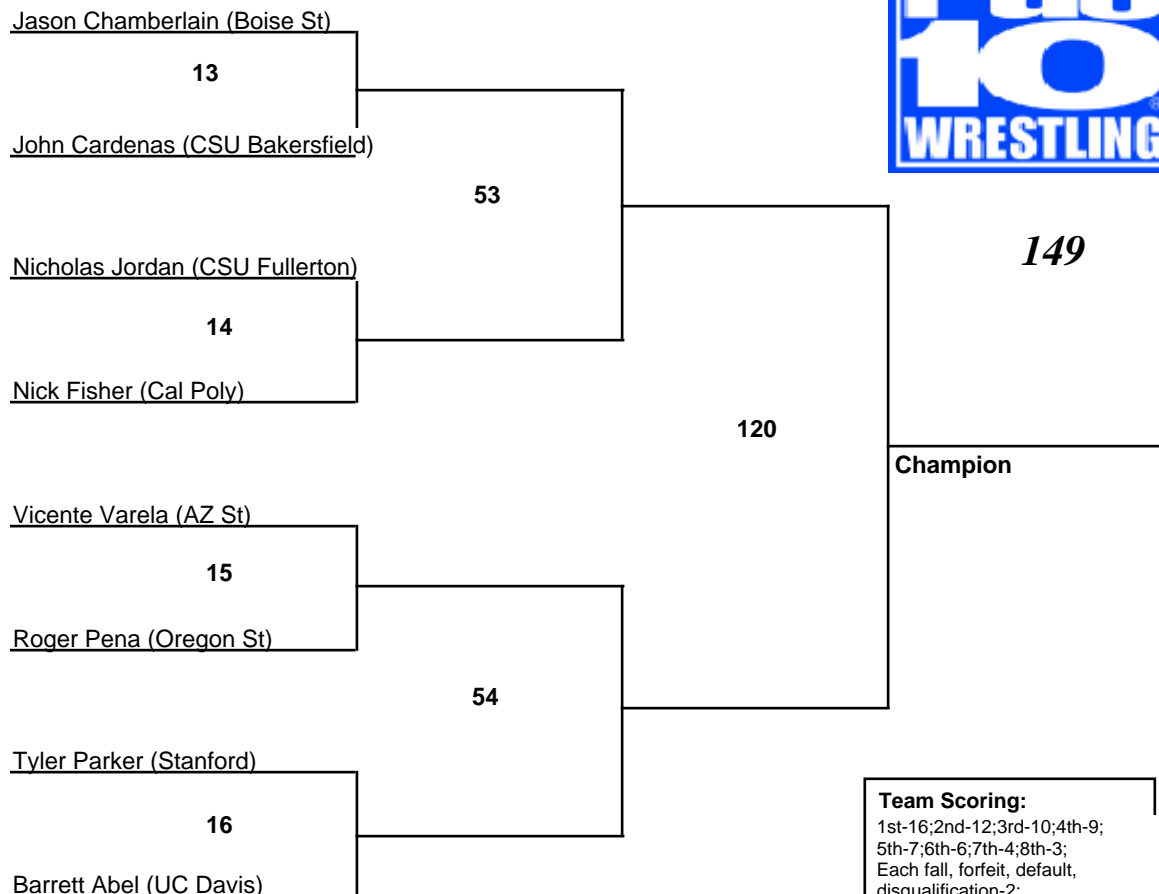 Jason Chamberlain (Boise St)
13
John Cardenas (CSU Bakersfield)
53
Nicholas Jordan (CSU Fullerton)
14
Nick Fisher (Cal Poly)
10
®
WRESTLING
149
120
Champion
Vicente Varela (AZ St)
15
Roger Pena (Oregon St)
54
Tyler Parker (Stanford)
16
Barrett Abel (UC Davis)
Team Scoring:
1st-16;2nd-12;3rd-10;4th-9;
5th-7;6th-6;7th-4;8th-3;
Each fall, forfeit, default,
disqualification-2;